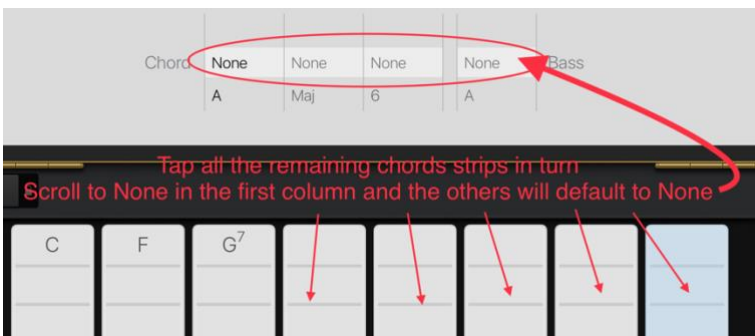 Chord None None None None Bass
A Maj 6 A
Tap all the remaining chords strips in turn
Scroll to None in the first column and the others will default to None
C F G7